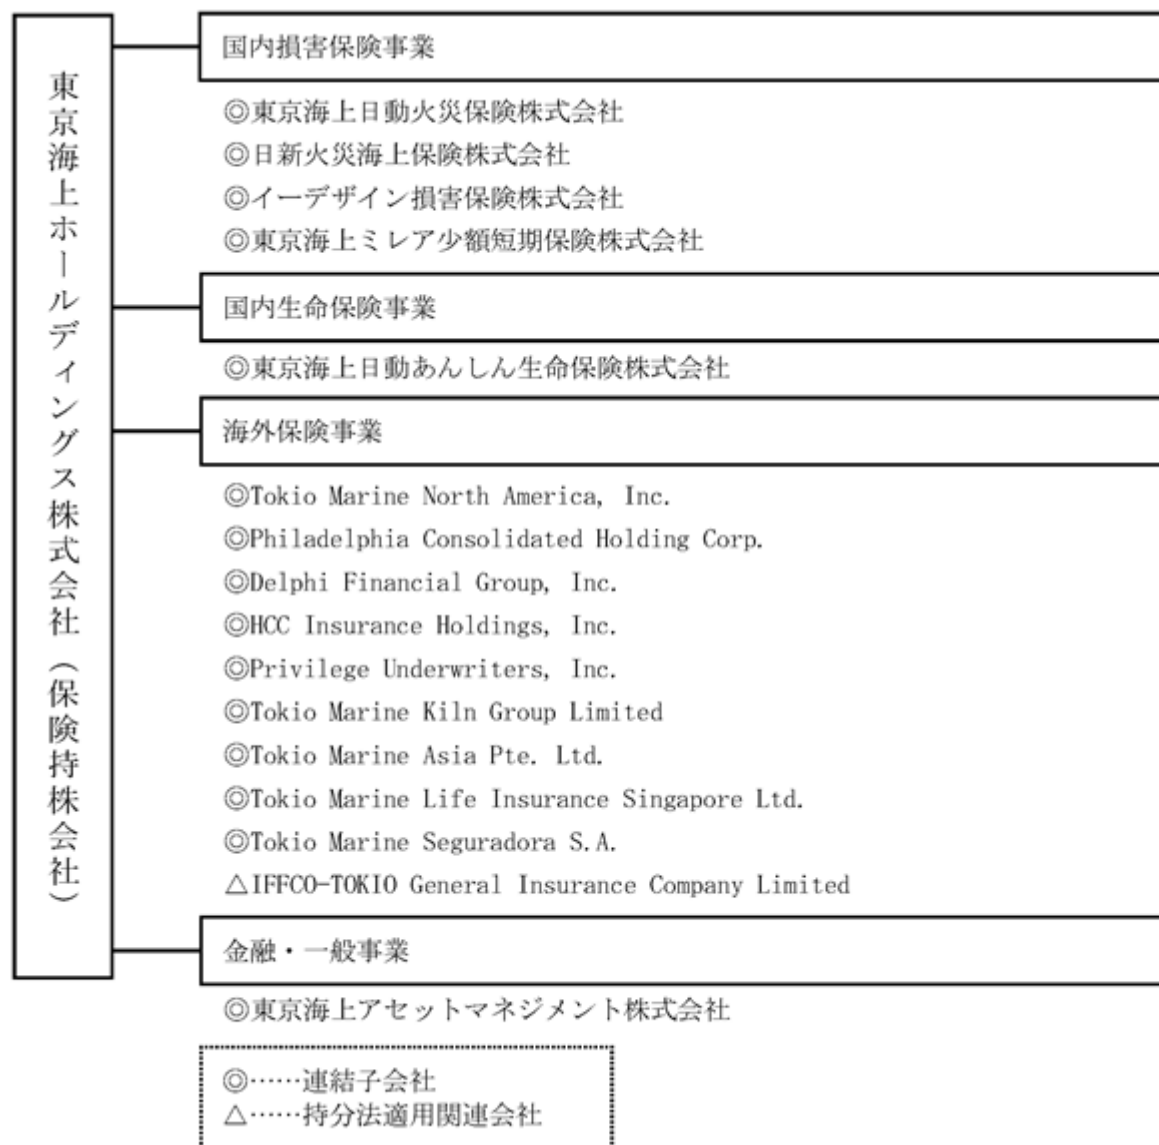 東京海上ホールディングス株式会社（保険持株会社）
国内損害保険事業
◎東京海上日動火災保険株式会社
◎日新火災海上保険株式会社
◎イーデザイン損害保険株式会社
◎東京海上ミレア少額短期保険株式会社
国内生命保険事業
◎東京海上日動あんしん生命保険株式会社
海外保険事業
◎Tokio Marine North America, Inc.
◎Philadelphia Consolidated Holding Corp.
◎Delphi Financial Group, Inc.
◎HCC Insurance Holdings, Inc.
◎Privilege Underwriters, Inc.
◎Tokio Marine Kiln Group Limited
◎Tokio Marine Asia Pte. Ltd.
◎Tokio Marine Life Insurance Singapore Ltd.
◎Tokio Marine Seguradora S.A.
△IFFCO-TOKIO General Insurance Company Limited
金融・一般事業
◎東京海上アセットマネジメント株式会社
◎……連結子会社
△……持分法適用関連会社